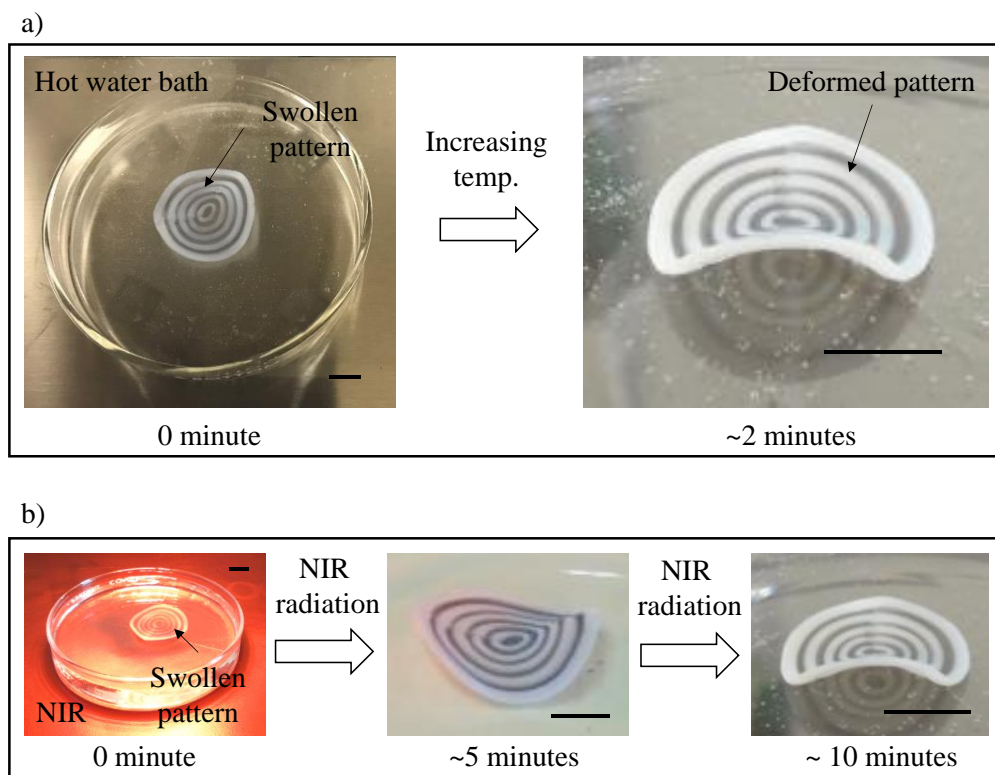 a)
Hot water bath
Swollen
pattern
Increasing
temp.
Deformed pattern
0 minute
~2 minutes
b)
NIR
radiation
NIR
radiation
Swollen
pattern
NIR
0 minute
~5 minutes
~ 10 minutes